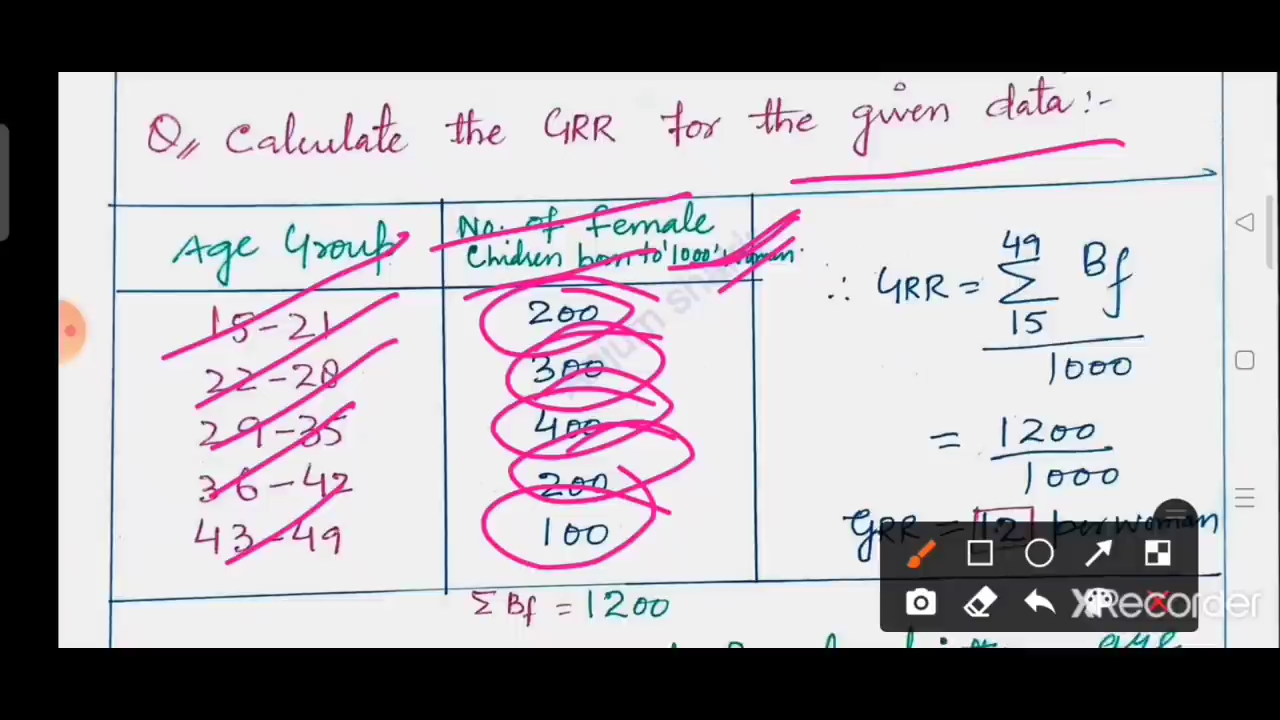 Q,, Calculate the GRR for the given data:-
Age Group
No. of female
Chidren born to '1000' women.
15-21 200
22-28 300
29-35 400
36-42 200
43-49 100
Σ Bf = 1200
∴ GRR = 49 Σ 15 Bf
1000
= 1200
1000
GRR = 1.2 per woman
XRecorder